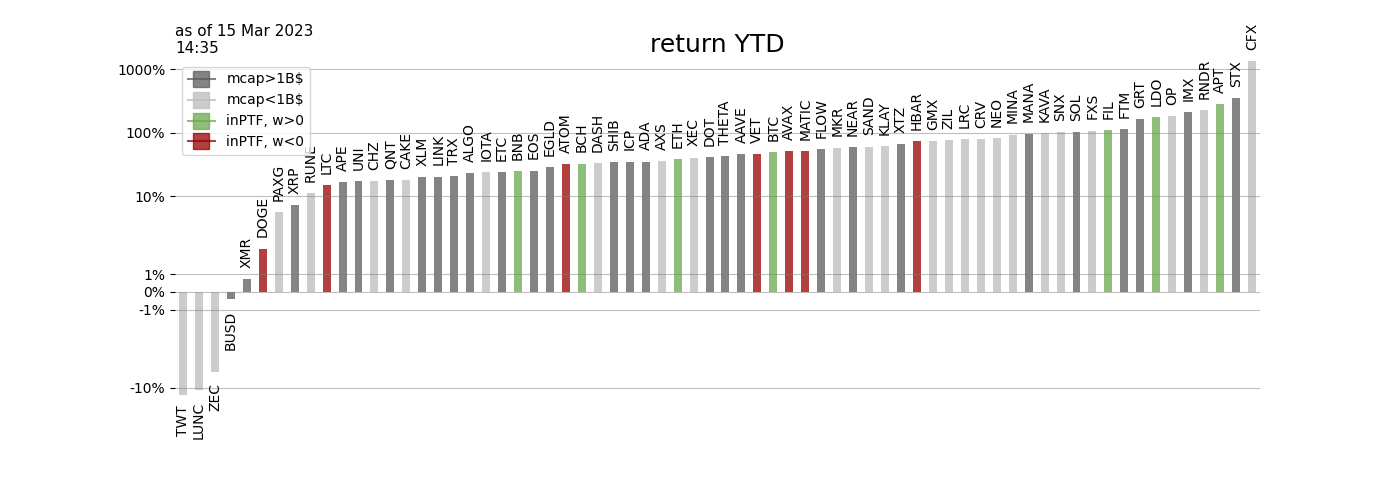 as of 15 Mar 2023
14:35
return YTD
mcap>1B$
mcap<1B$
inPTF, w>0
inPTF, w<0
1000%
100%
10%
1%
0%
-1%
-10%
TWT
LUNC
ZEC
BUSD
XMR
DOGE
PAXG
XRP
RUNE
LTC
APE
UNI
CHZ
QNT
CAKE
XLM
LINK
TRX
ALGO
IOTA
ETC
BNB
EOS
EGLD
ATOM
BCH
DASH
SHIB
ICP
ADA
AXS
ETH
XEC
DOT
THETA
AAVE
VET
BTC
AVAX
MATIC
FLOW
MKR
NEAR
SAND
KLAY
XTZ
HBAR
GMX
ZIL
LRC
CRV
NEO
MINA
MANA
KAVA
SNX
SOL
FXS
FIL
FTM
GRT
LDO
OP
IMX
RNDR
APT
STX
CFX